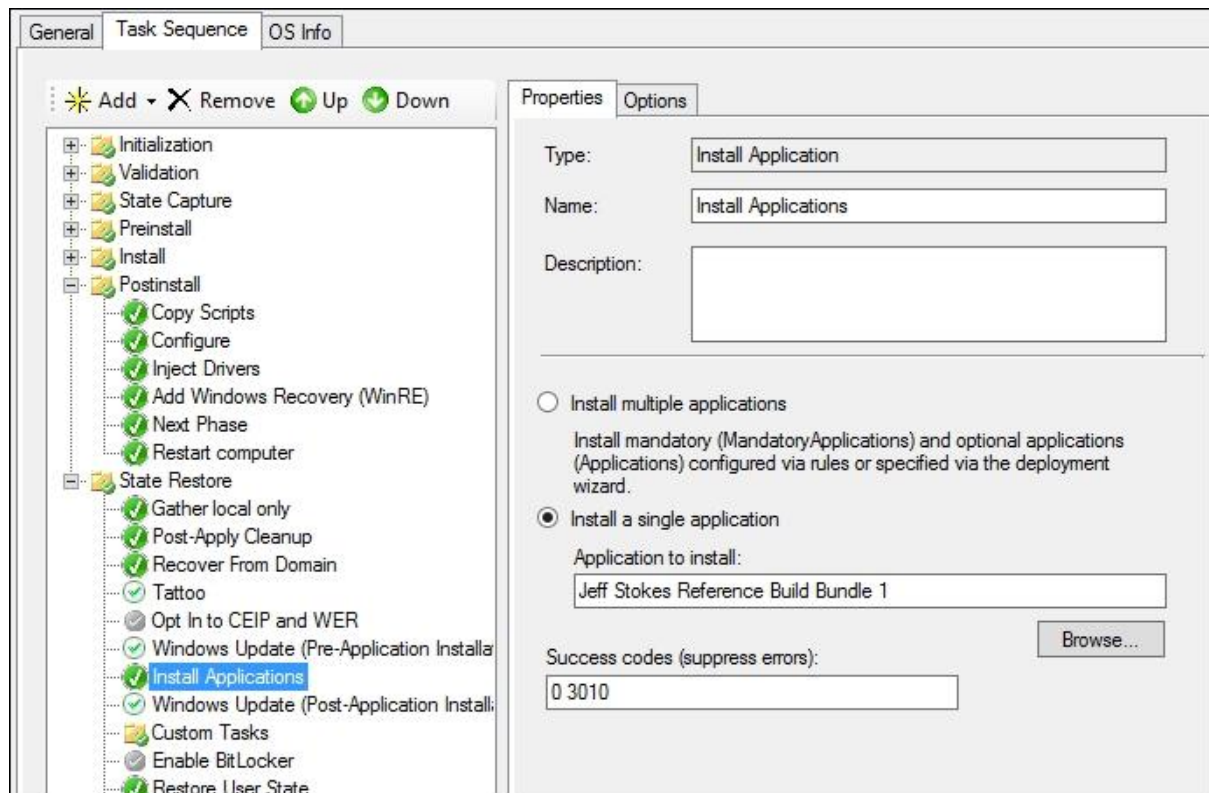 General
Task Sequence
OS Info
Add
Remove
Up
Down
Initialization
Validation
State Capture
Preinstall
Install
Postinstall
Copy Scripts
Configure
Inject Drivers
Add Windows Recovery (WinRE)
Next Phase
Restart computer
State Restore
Gather local only
Post-Apply Cleanup
Recover From Domain
Tattoo
Opt In to CEIP and WER
Windows Update (Pre-Application Installa
Install Applications
Windows Update (Post-Application Install
Custom Tasks
Enable BitLocker
Restore User State
Properties
Options
Type:
Install Application
Name:
Install Applications
Description:
Install multiple applications
Install mandatory (MandatoryApplications) and optional applications
(Applications) configured via rules or specified via the deployment
wizard.
Install a single application
Application to install:
Jeff Stokes Reference Build Bundle 1
Browse...
Success codes (suppress errors):
0 3010